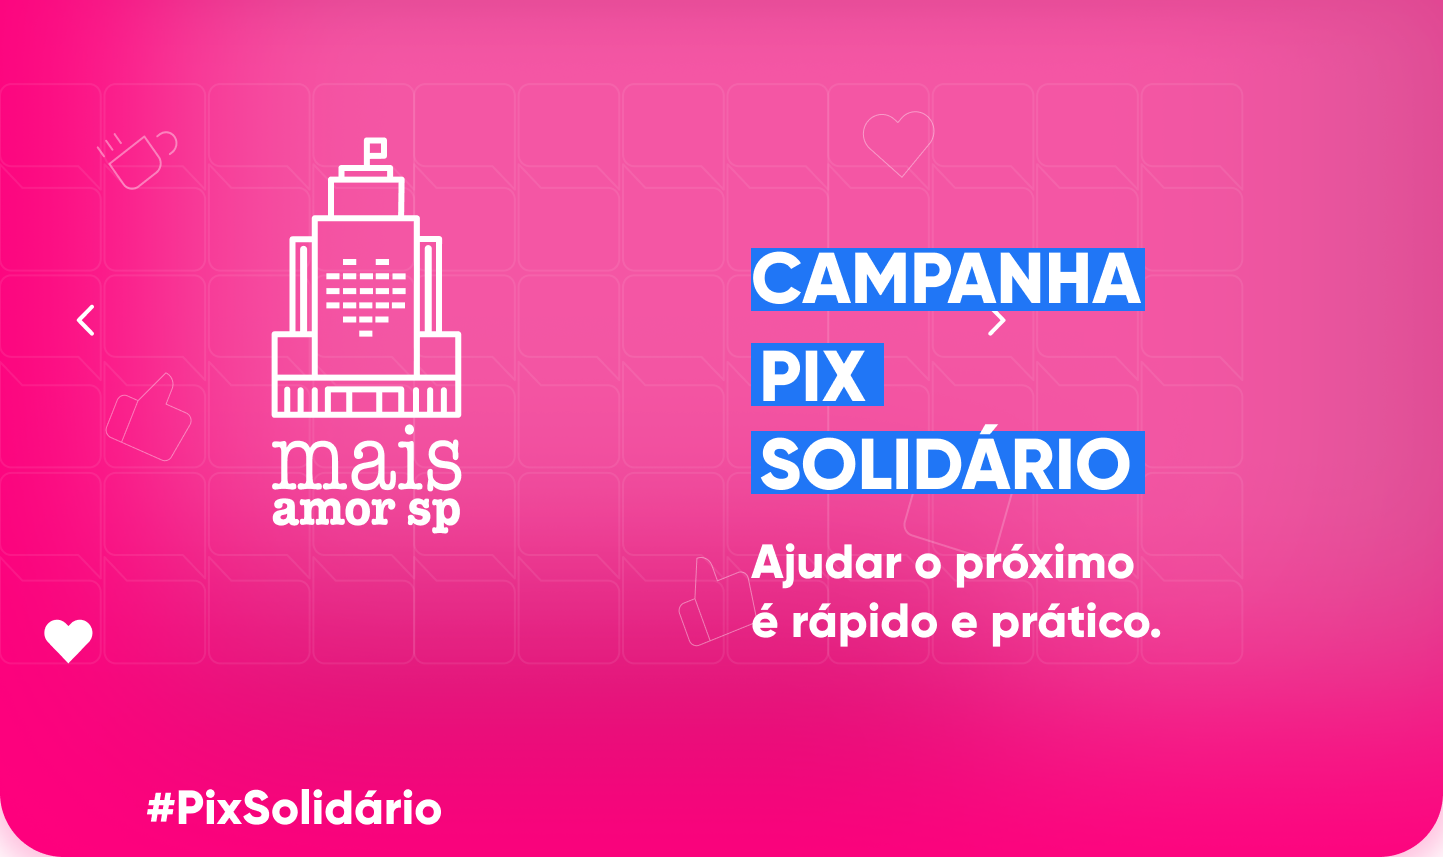 mais
amor sp
CAMPANHA
PIX
SOLIDÁRIO
Ajudar o próximo
é rápido e prático.
#PixSolidário